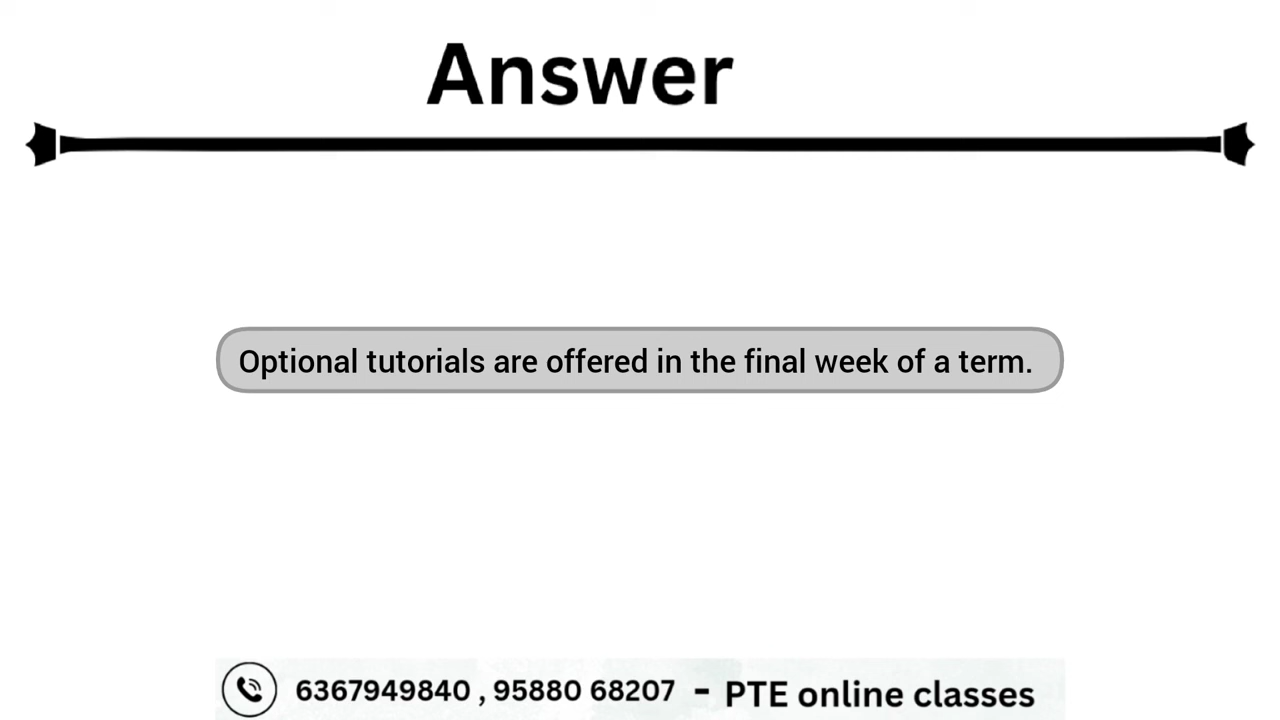 Answer
Optional tutorials are offered in the final week of a term.
6367949840 , 95880 68207 - PTE online classes